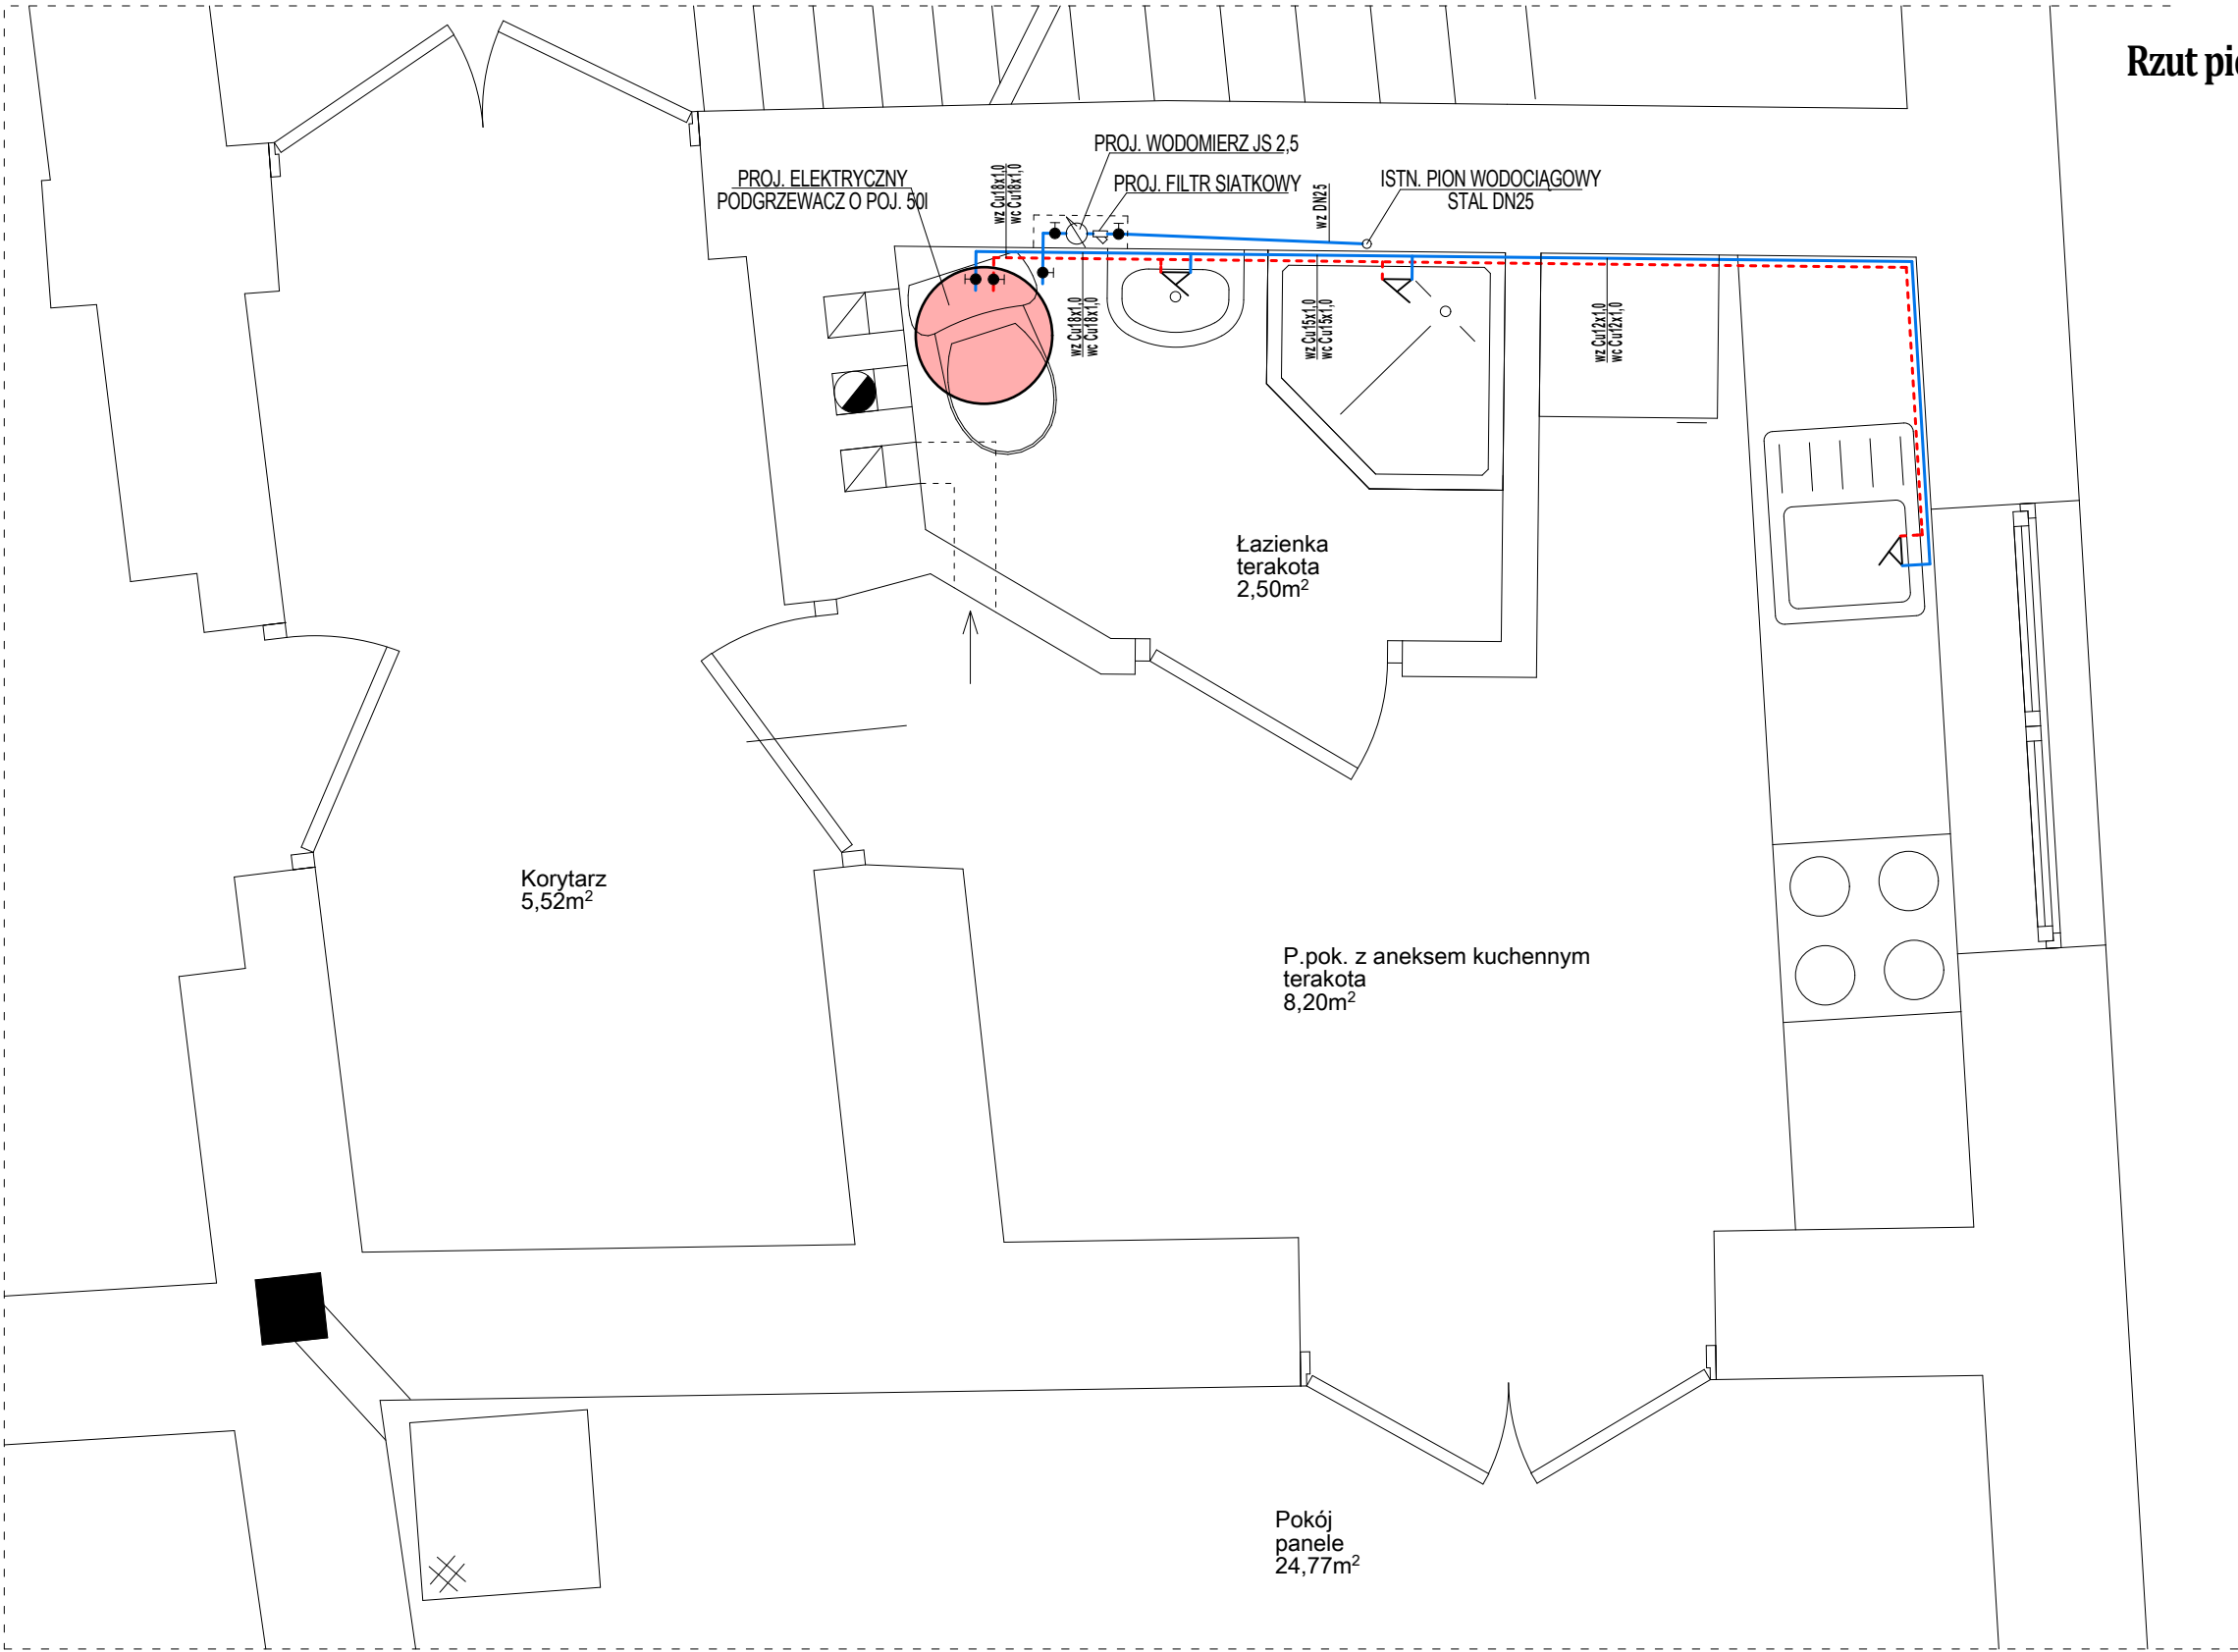 Rzut
PROJ. WODOMIERZ JS 2,5
PROJ. ELEKTRYCZNY
PODGRZEWACZ O POJ. 50l
wz Cu18x1,0
wc Cu18x1,0
PROJ. FILTR SIATKOWY
wz DN25
ISTN. PION WODOCIĄGOWY
STAL DN25
wz Cu18x1,0
wc Cu18x1,0
wz Cu15x1,0
wc Cu15x1,0
wz Cu12x1,0
wc Cu12x1,0
Łazienka
terakota
2,50m²
Korytarz
5,52m²
P.pok. z aneksem kuchennym
terakota
8,20m²
Pokój
panele
24,77m²